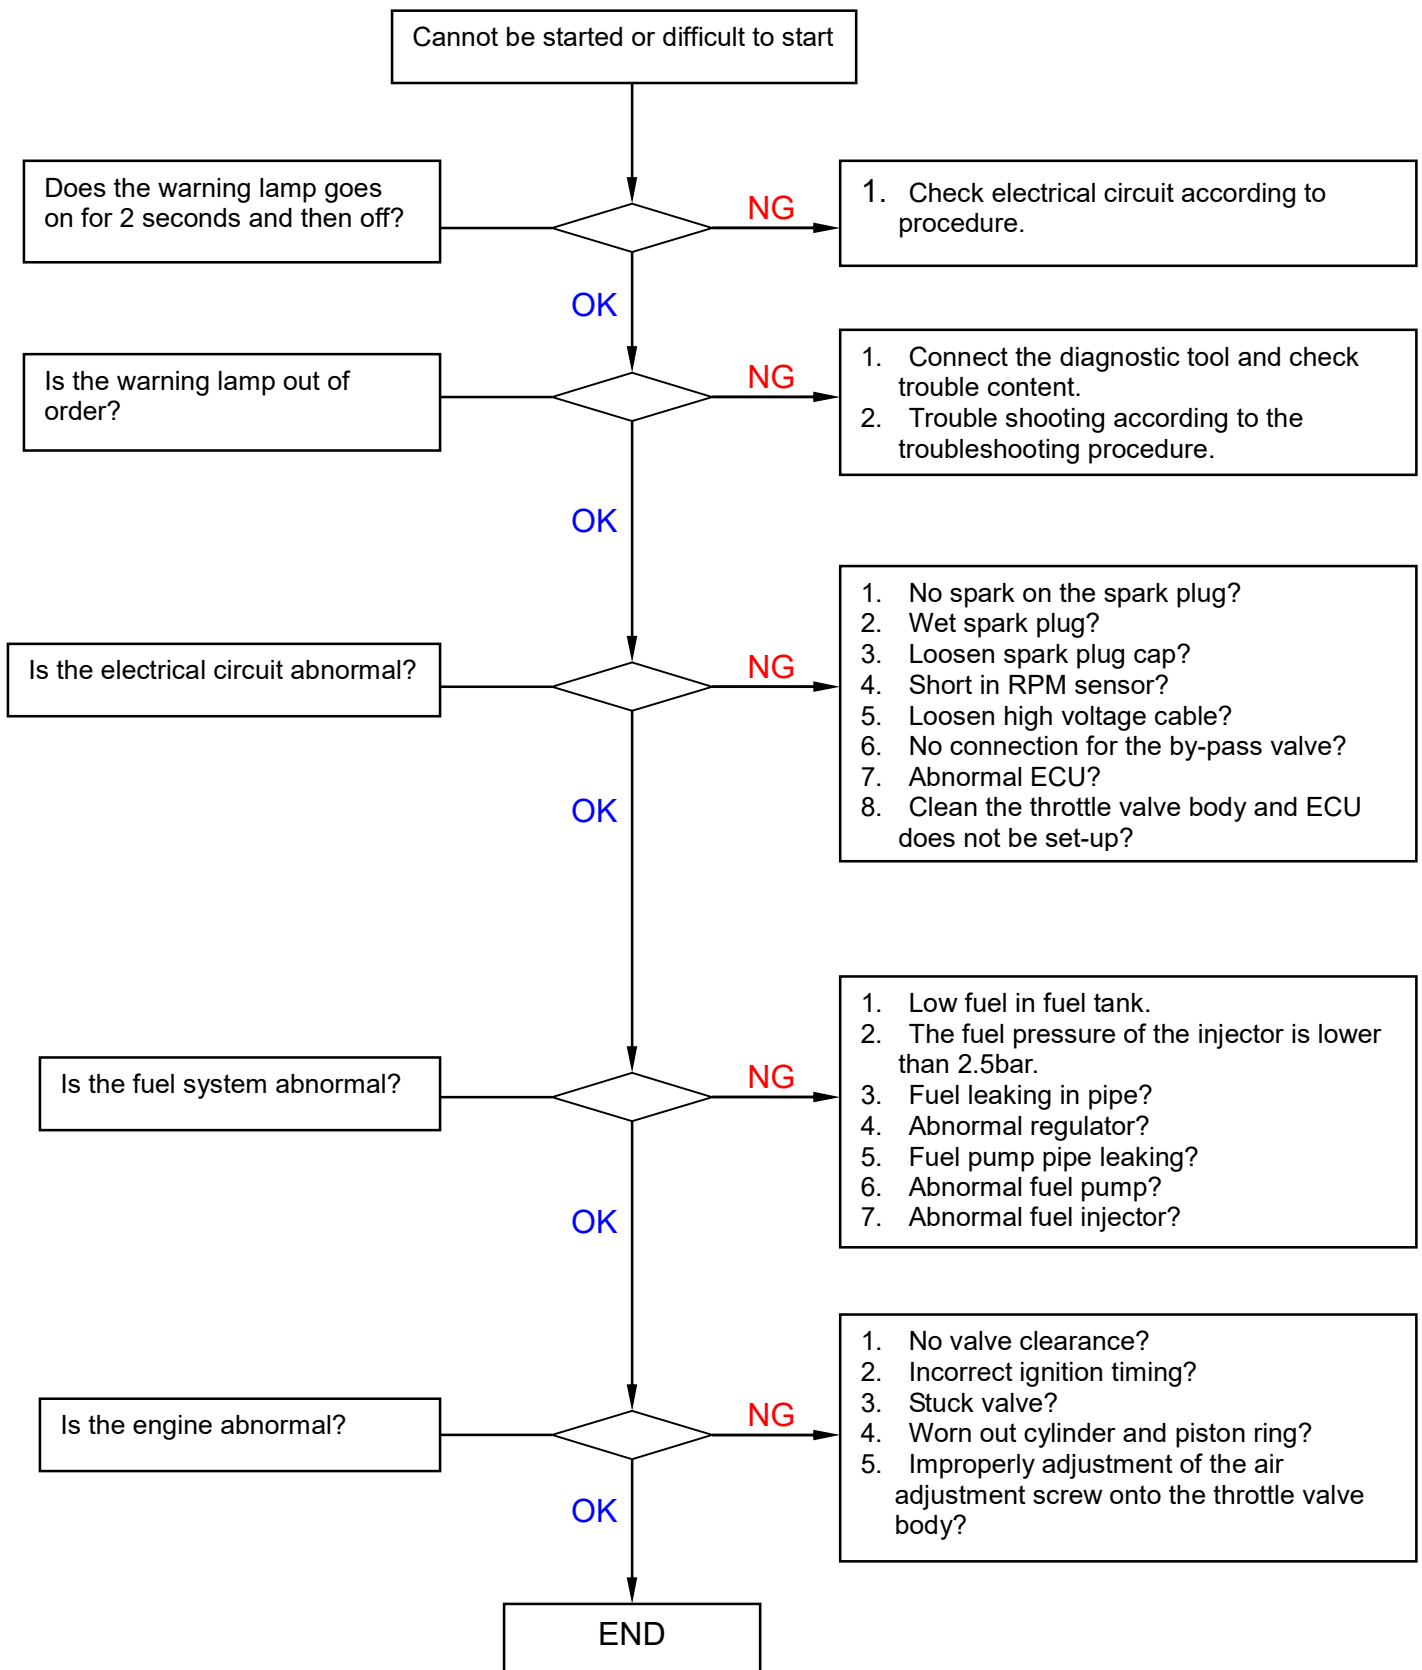 Cannot be started or difficult to start
Does the warning lamp goes
on for 2 seconds and then off?
NG
1. Check electrical circuit according to
procedure.
OK
Is the warning lamp out of
order?
NG
1. Connect the diagnostic tool and check
trouble content.
2. Trouble shooting according to the
troubleshooting procedure.
OK
Is the electrical circuit abnormal?
NG
1. No spark on the spark plug?
2. Wet spark plug?
3. Loosen spark plug cap?
4. Short in RPM sensor?
5. Loosen high voltage cable?
6. No connection for the by-pass valve?
7. Abnormal ECU?
8. Clean the throttle valve body and ECU
does not be set-up?
OK
Is the fuel system abnormal?
NG
1. Low fuel in fuel tank.
2. The fuel pressure of the injector is lower
than 2.5bar.
3. Fuel leaking in pipe?
4. Abnormal regulator?
5. Fuel pump pipe leaking?
6. Abnormal fuel pump?
7. Abnormal fuel injector?
OK
Is the engine abnormal?
NG
1. No valve clearance?
2. Incorrect ignition timing?
3. Stuck valve?
4. Worn out cylinder and piston ring?
5. Improperly adjustment of the air
adjustment screw onto the throttle valve
body?
OK
END